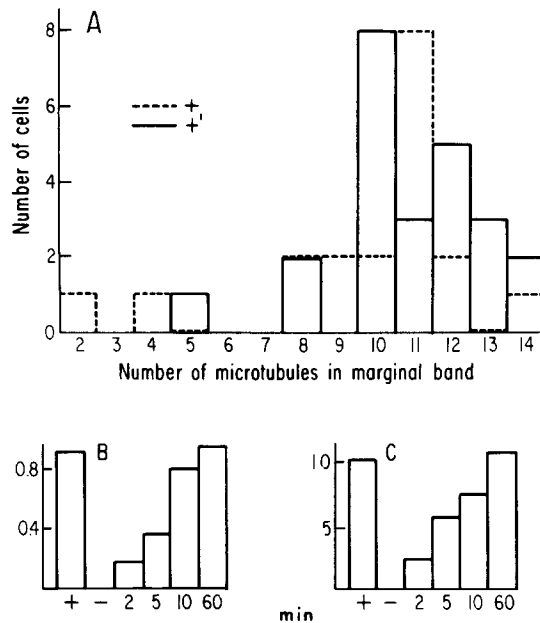 A
8
6
4
2
0
Number of cells
+
+'
2 3 4 5 6 7 8 9 10 11 12 13 14
Number of microtubules in marginal band
B
0.8
0.4
+ - 2 5 10 60
C
10
5
+ - 2 5 10 60
min